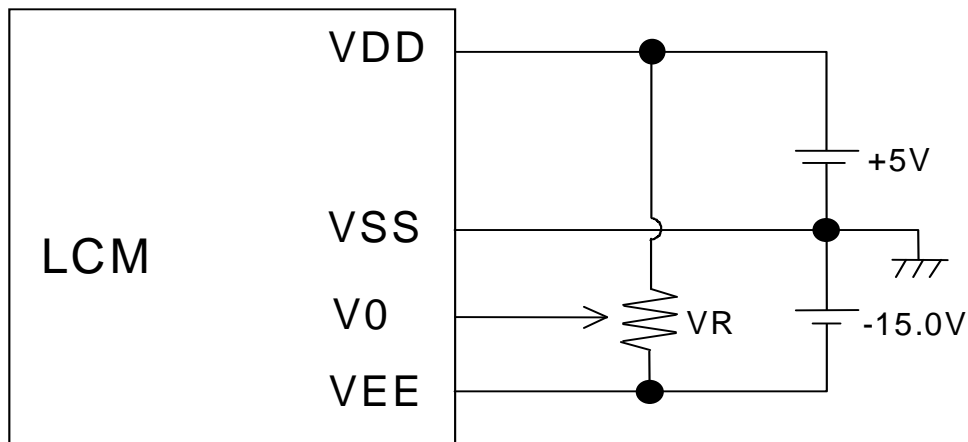 VDD
+5V
VSS
LCM
V0
VR
-15.0V
VEE